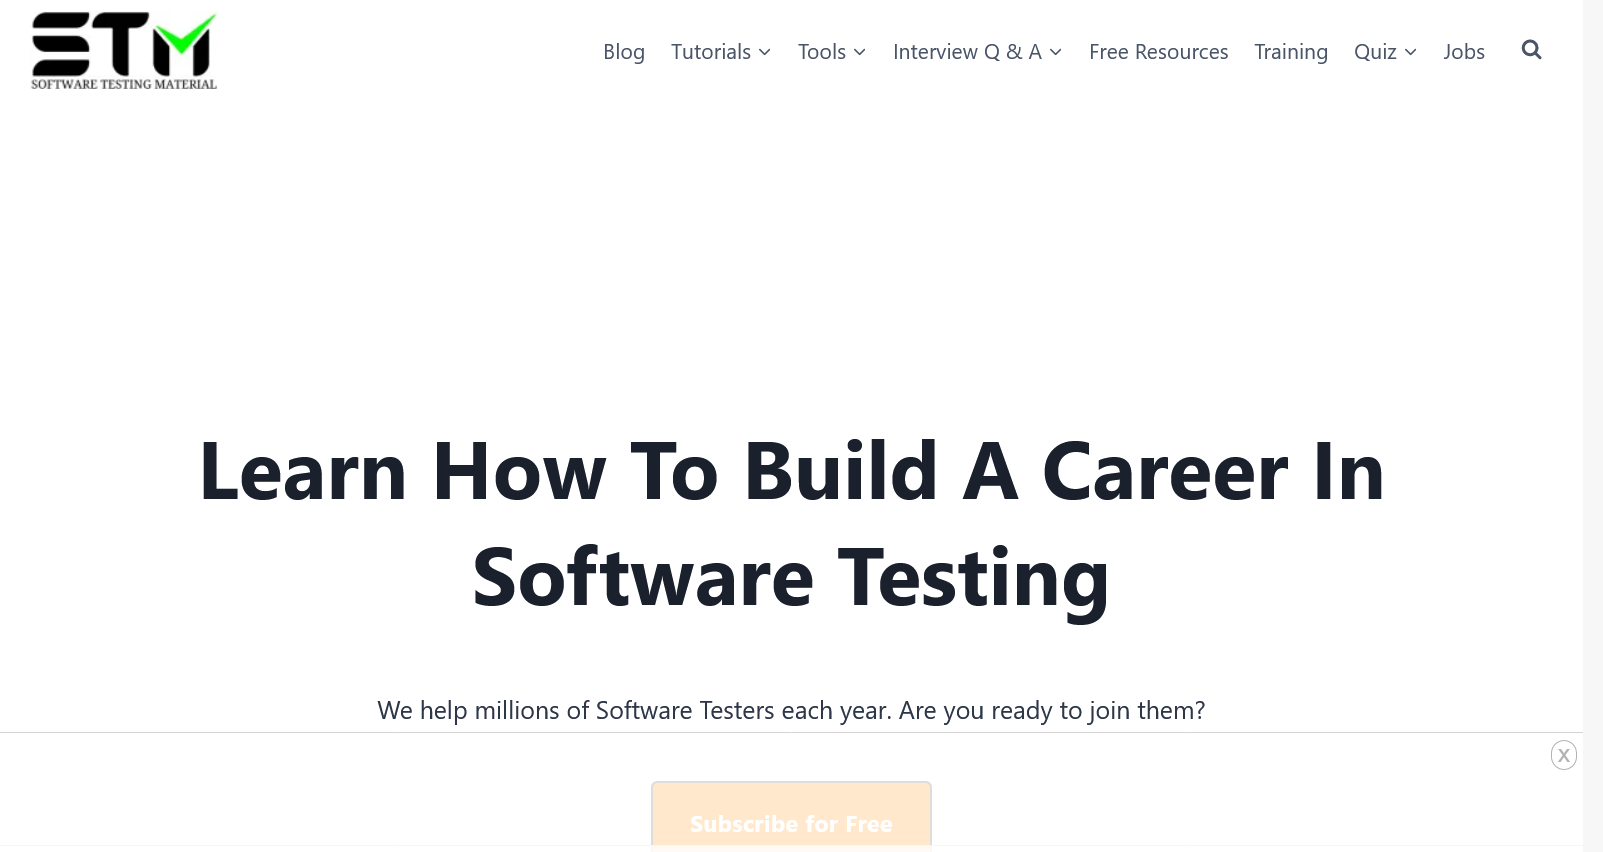 STM
SOFTWARE TESTING MATERIAL
Blog Tutorials Tools Interview Q & A Free Resources Training Quiz Jobs
Learn How To Build A Career In
Software Testing
We help millions of Software Testers each year. Are you ready to join them?
X
Subscribe for Free